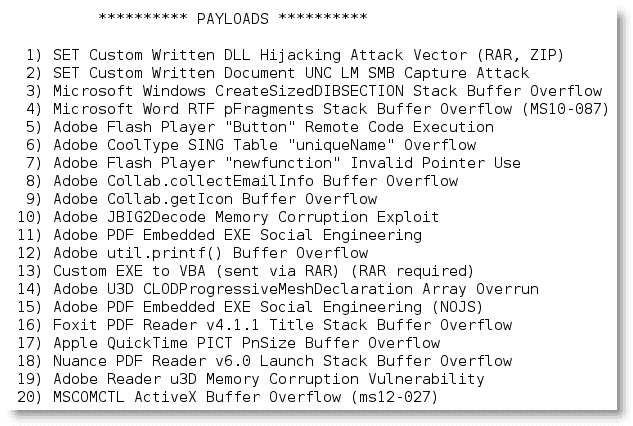 ********** PAYLOADS **********
1) SET Custom Written DLL Hijacking Attack Vector (RAR, ZIP)
2) SET Custom Written Document UNC LM SMB Capture Attack
3) Microsoft Windows CreateSizedDIBSECTION Stack Buffer Overflow
4) Microsoft Word RTF pFragments Stack Buffer Overflow (MS10-087)
5) Adobe Flash Player "Button" Remote Code Execution
6) Adobe CoolType SING Table "uniqueName" Overflow
7) Adobe Flash Player "newfunction" Invalid Pointer Use
8) Adobe Collab.collectEmailInfo Buffer Overflow
9) Adobe Collab.getIcon Buffer Overflow
10) Adobe JBIG2Decode Memory Corruption Exploit
11) Adobe PDF Embedded EXE Social Engineering
12) Adobe util.printf() Buffer Overflow
13) Custom EXE to VBA (sent via RAR) (RAR required)
14) Adobe U3D CLODProgressiveMeshDeclaration Array Overrun
15) Adobe PDF Embedded EXE Social Engineering (NOJS)
16) Foxit PDF Reader v4.1.1 Title Stack Buffer Overflow
17) Apple QuickTime PICT PnSize Buffer Overflow
18) Nuance PDF Reader v6.0 Launch Stack Buffer Overflow
19) Adobe Reader u3D Memory Corruption Vulnerability
20) MSCOMCTL ActiveX Buffer Overflow (ms12-027)